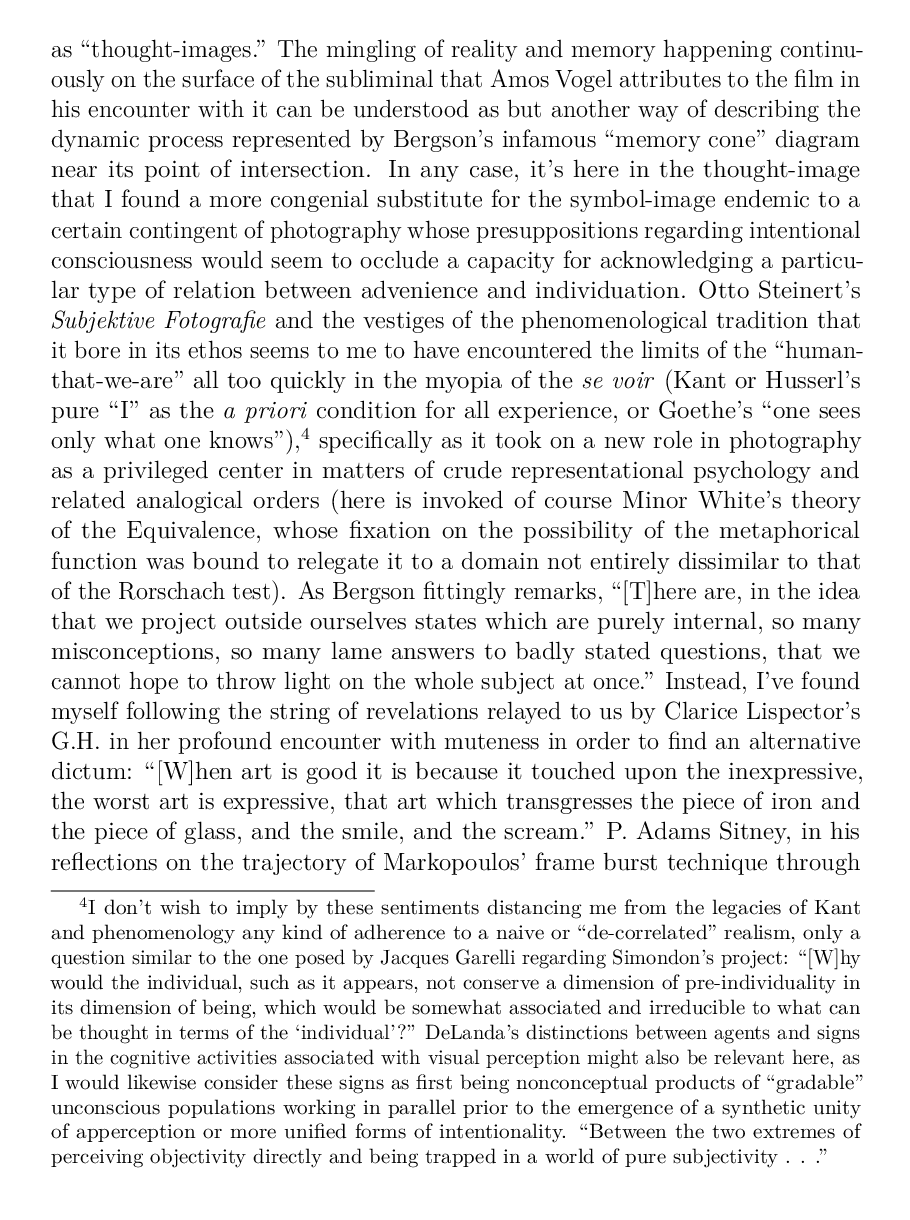 as “thought-images.” The mingling of reality and memory happening continu-
ously on the surface of the subliminal that Amos Vogel attributes to the film in
his encounter with it can be understood as but another way of describing the
dynamic process represented by Bergson’s infamous “memory cone” diagram
near its point of intersection. In any case, it’s here in the thought-image
that I found a more congenial substitute for the symbol-image endemic to a
certain contingent of photography whose presuppositions regarding intentional
consciousness would seem to occlude a capacity for acknowledging a particu-
lar type of relation between advenience and individuation. Otto Steinert’s
Subjektive Fotografie and the vestiges of the phenomenological tradition that
it bore in its ethos seems to me to have encountered the limits of the “human-
that-we-are” all too quickly in the myopia of the se voir (Kant or Husserl’s
pure “I” as the a priori condition for all experience, or Goethe’s “one sees
only what one knows”),4 specifically as it took on a new role in photography
as a privileged center in matters of crude representational psychology and
related analogical orders (here is invoked of course Minor White’s theory
of the Equivalence, whose fixation on the possibility of the metaphorical
function was bound to relegate it to a domain not entirely dissimilar to that
of the Rorschach test). As Bergson fittingly remarks, “[T]here are, in the idea
that we project outside ourselves states which are purely internal, so many
misconceptions, so many lame answers to badly stated questions, that we
cannot hope to throw light on the whole subject at once.” Instead, I’ve found
myself following the string of revelations relayed to us by Clarice Lispector’s
G.H. in her profound encounter with muteness in order to find an alternative
dictum: “[W]hen art is good it is because it touched upon the inexpressive,
the worst art is expressive, that art which transgresses the piece of iron and
the piece of glass, and the smile, and the scream.” P. Adams Sitney, in his
reflections on the trajectory of Markopoulos’ frame burst technique through
4I don’t wish to imply by these sentiments distancing me from the legacies of Kant
and phenomenology any kind of adherence to a naive or “de-correlated” realism, only a
question similar to the one posed by Jacques Garelli regarding Simondon’s project: “[W]hy
would the individual, such as it appears, not conserve a dimension of pre-individuality in
its dimension of being, which would be somewhat associated and irreducible to what can
be thought in terms of the ‘individual’?” DeLanda’s distinctions between agents and signs
in the cognitive activities associated with visual perception might also be relevant here, as
I would likewise consider these signs as first being nonconceptual products of “gradable”
unconscious populations working in parallel prior to the emergence of a synthetic unity
of apperception or more unified forms of intentionality. “Between the two extremes of
perceiving objectivity directly and being trapped in a world of pure subjectivity . . .”